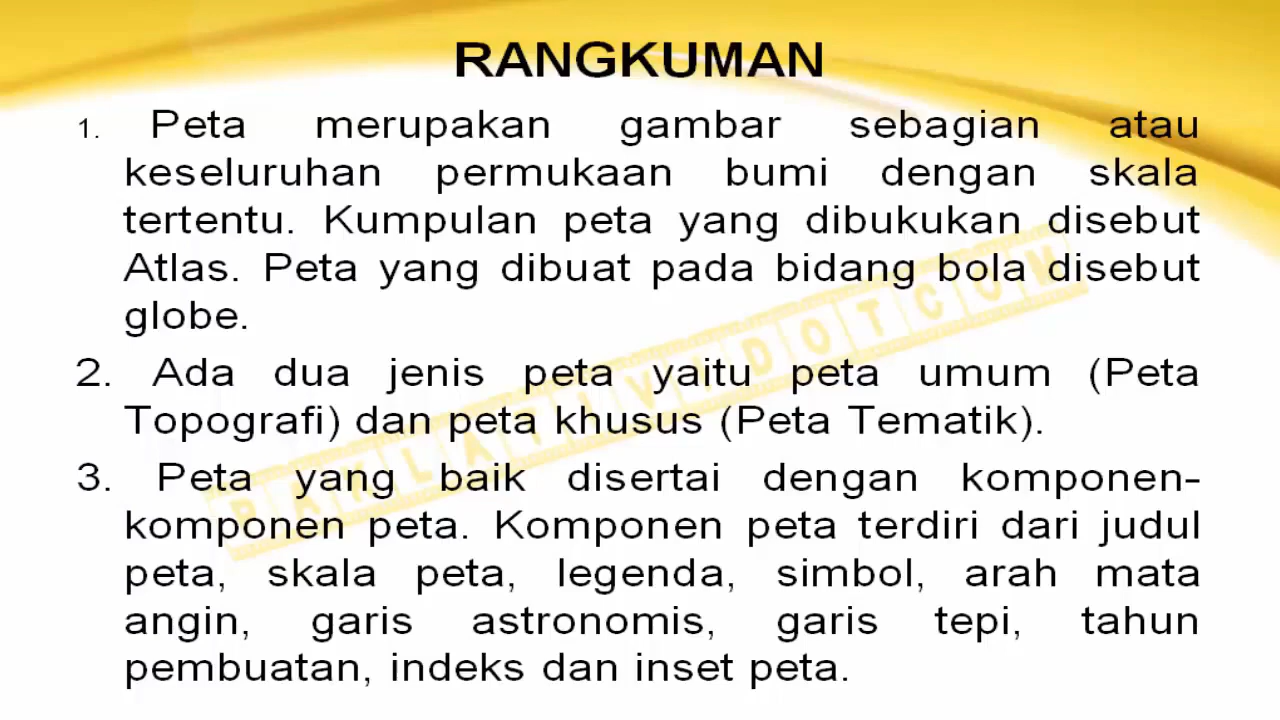 RANGKUMAN
1. Peta merupakan gambar sebagian atau
keseluruhan permukaan bumi dengan skala
tertentu. Kumpulan peta yang dibukukan disebut
Atlas. Peta yang dibuat pada bidang bola disebut
globe.
2. Ada dua jenis peta yaitu peta umum (Peta
Topografi) dan peta khusus (Peta Tematik).
3. Peta yang baik disertai dengan komponen-
komponen peta. Komponen peta terdiri dari judul
peta, skala peta, legenda, simbol, arah mata
angin, garis astronomis, garis tepi, tahun
pembuatan, indeks dan inset peta.